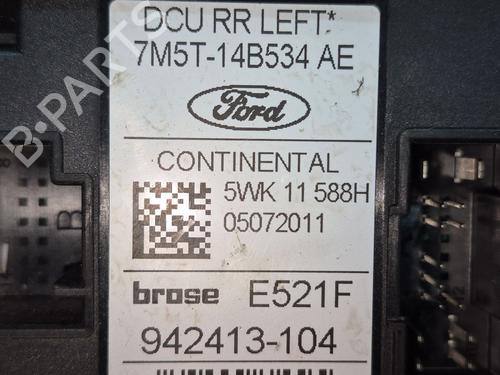 DCU RR LEFT*
7M5T-14B534 AE
Ford
CONTINENTAL
5WK 11 588H
05072011
brose E521F
942413-104
B-PARTS